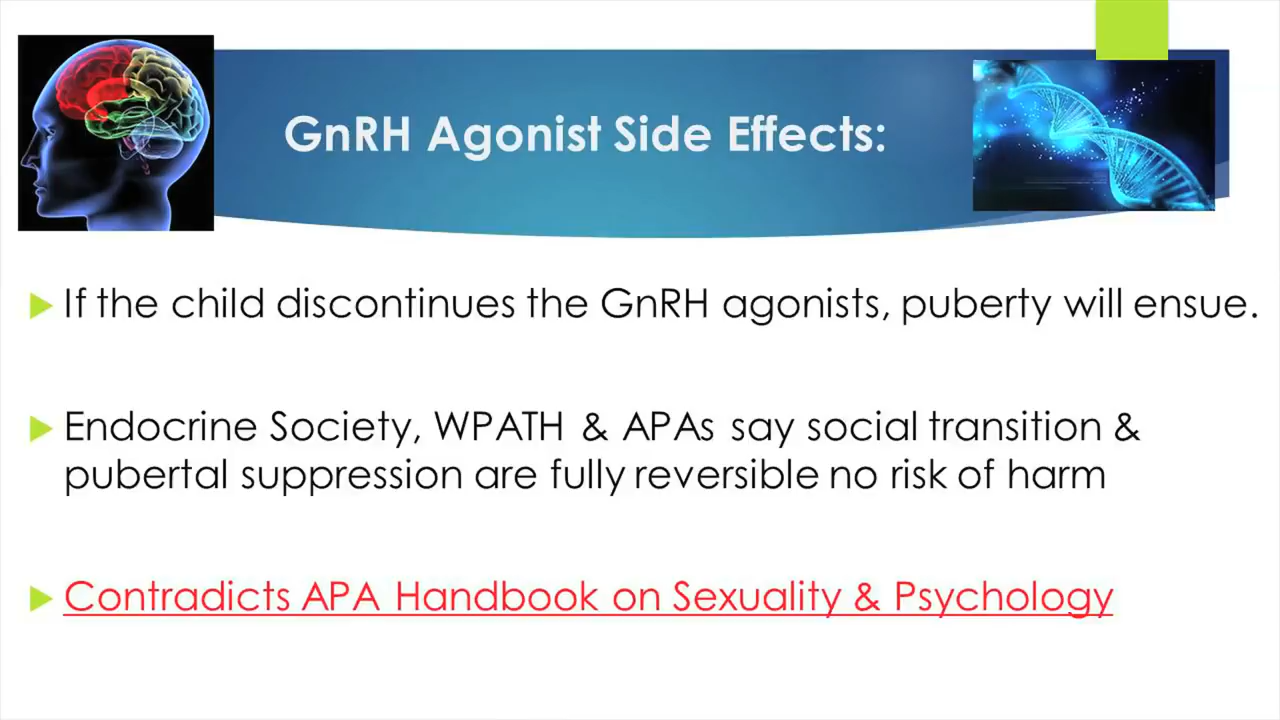 GnRH Agonist Side Effects:
If the child discontinues the GnRH agonists, puberty will ensue.
Endocrine Society, WPATH & APAs say social transition &
pubertal suppression are fully reversible no risk of harm
Contradicts APA Handbook on Sexuality & Psychology